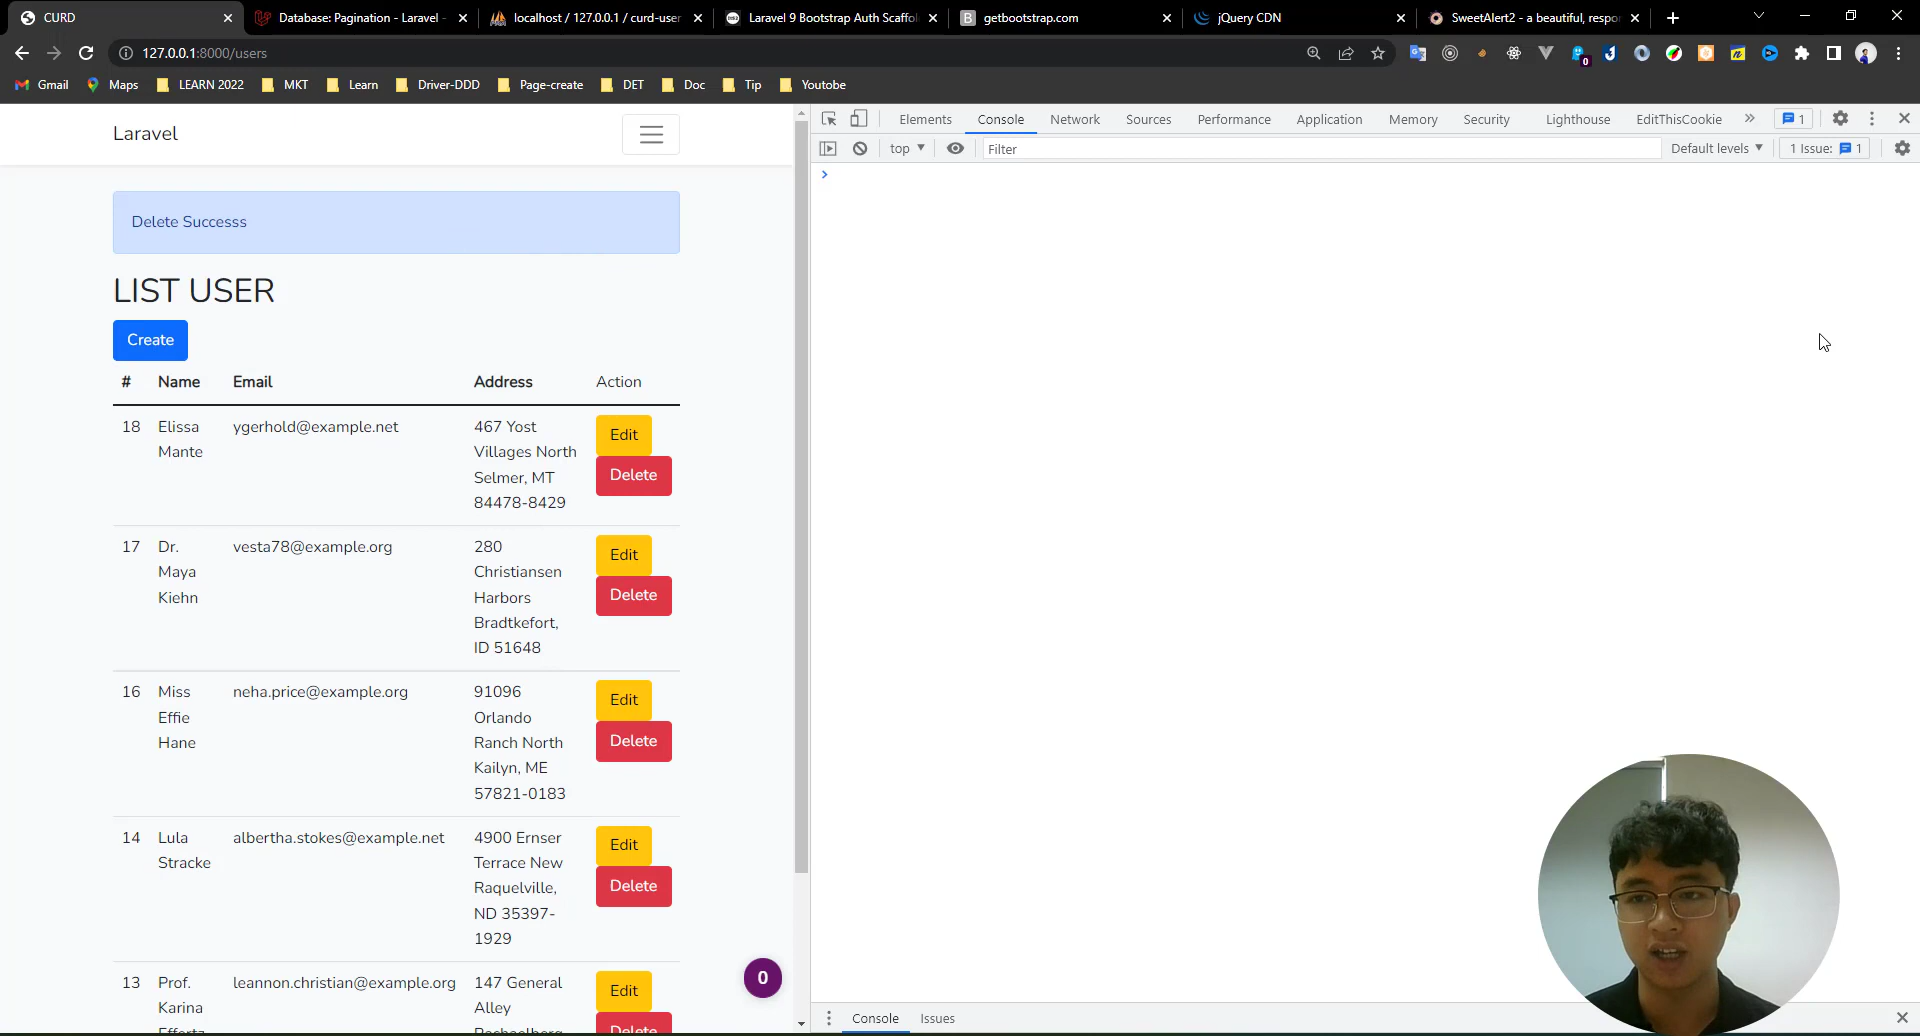 CURD
Database: Pagination - Laravel -
localhost / 127.0.0.1 / curd-user
Laravel 9 Bootstrap Auth Scaffol
getbootstrap.com
jQuery CDN
SweetAlert2 - a beautiful, respo
127.0.0.1:8000/users
0
Gmail
Maps
LEARN 2022
MKT
Learn
Driver-DDD
Page-create
DET
Doc
Tip
Youtube
Laravel
Delete Successs
LIST USER
Create
# Name Email Address Action
18 Elissa ygerhold@example.net 467 Yost Edit
Mante Villages North
Selmer, MT Delete
84478-8429
17 Dr. vesta78@example.org 280 Edit
Maya Christiansen
Kiehn Harbors Delete
Bradtkefort,
ID 51648
16 Miss neha.price@example.org 91096 Edit
Effie Orlando
Hane Ranch North Delete
Kailyn, ME
57821-0183
14 Lula albertha.stokes@example.net 4900 Ernser Edit
Stracke Terrace New
Raquelville, Delete
ND 35397-
1929
13 Prof. leannon.christian@example.org 147 General Edit
Karina Alley
Effertz Rachaelberg Delete
0
Elements Console Network Sources Performance Application Memory Security Lighthouse EditThisCookie 1
top Filter Default levels 1 Issue: 1
Console Issues